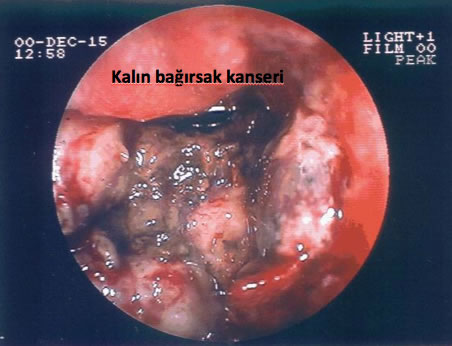 00-DEC-15
12:58
LIGHT+1
FILM 00
PEAK
Kalın bağırsak kanseri